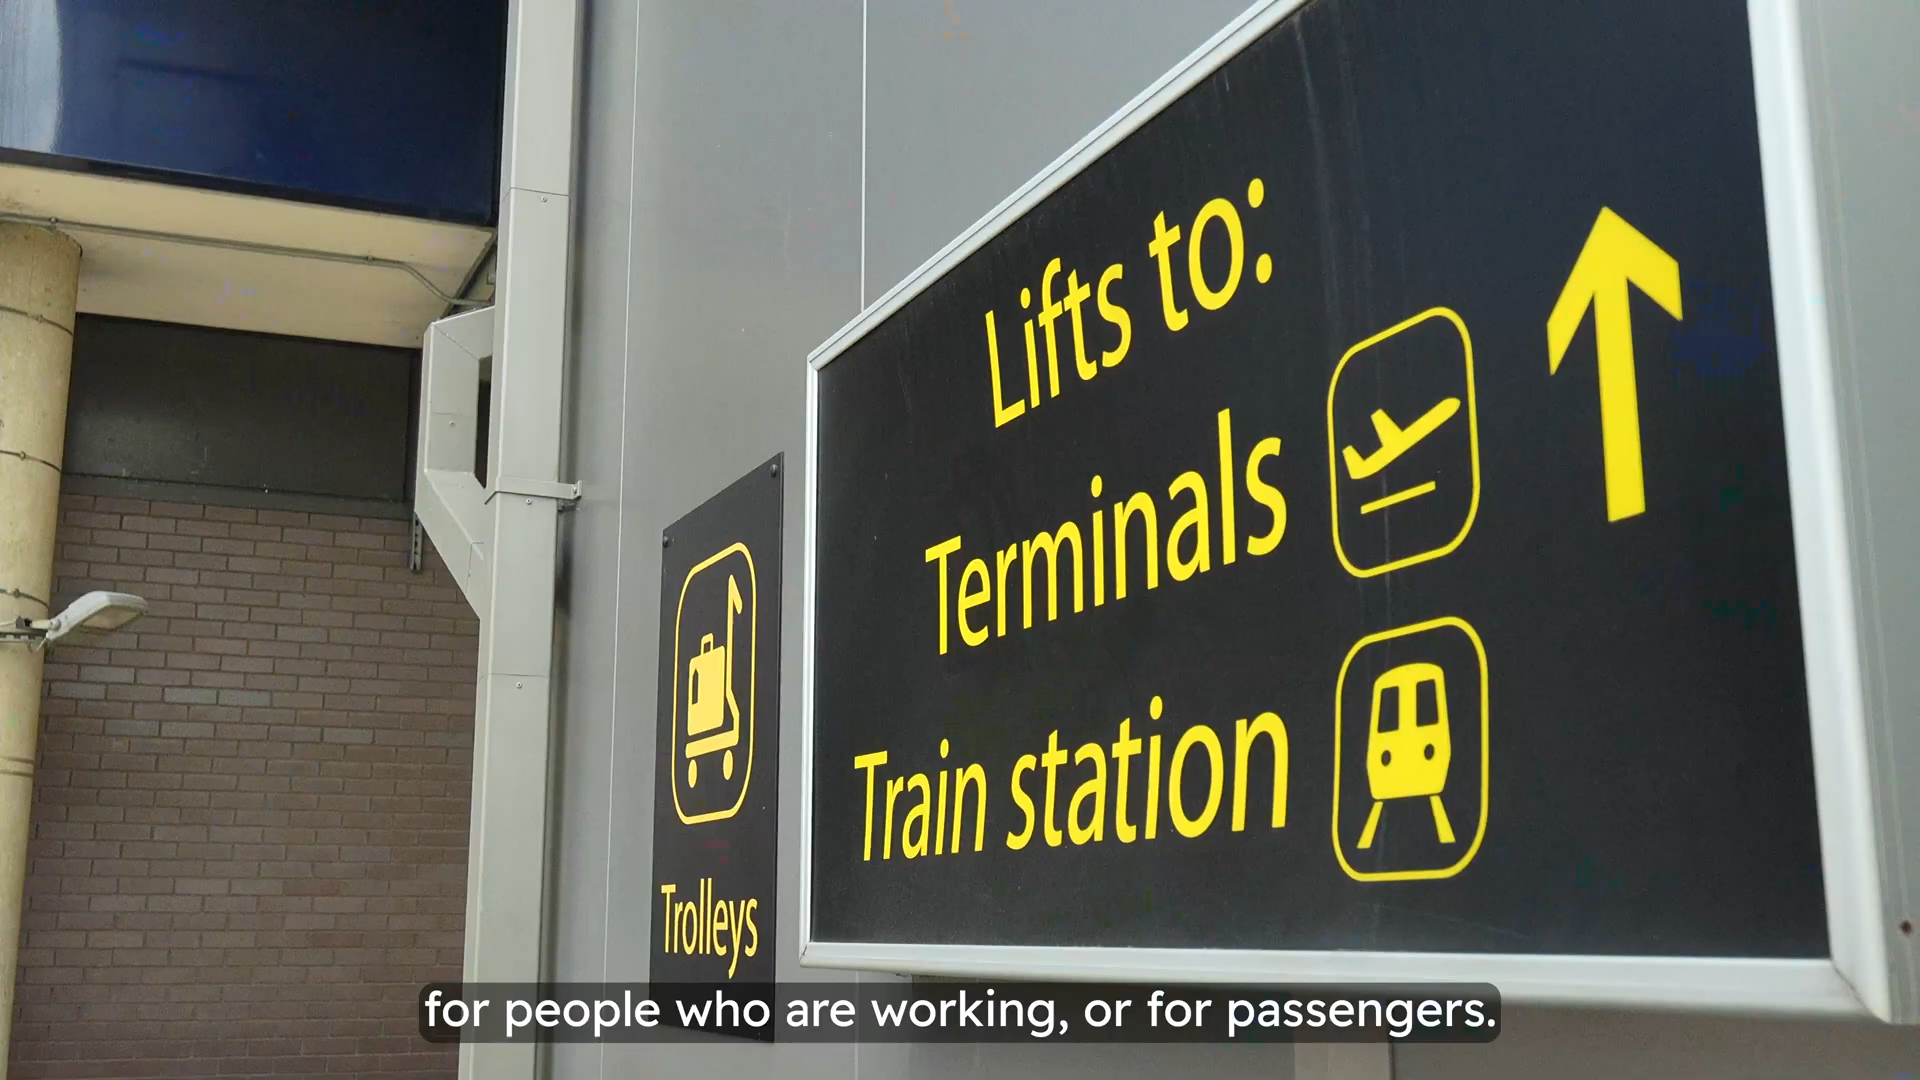 Lifts to:
Terminals
Train station
Trolleys
for people who are working, or for passengers.